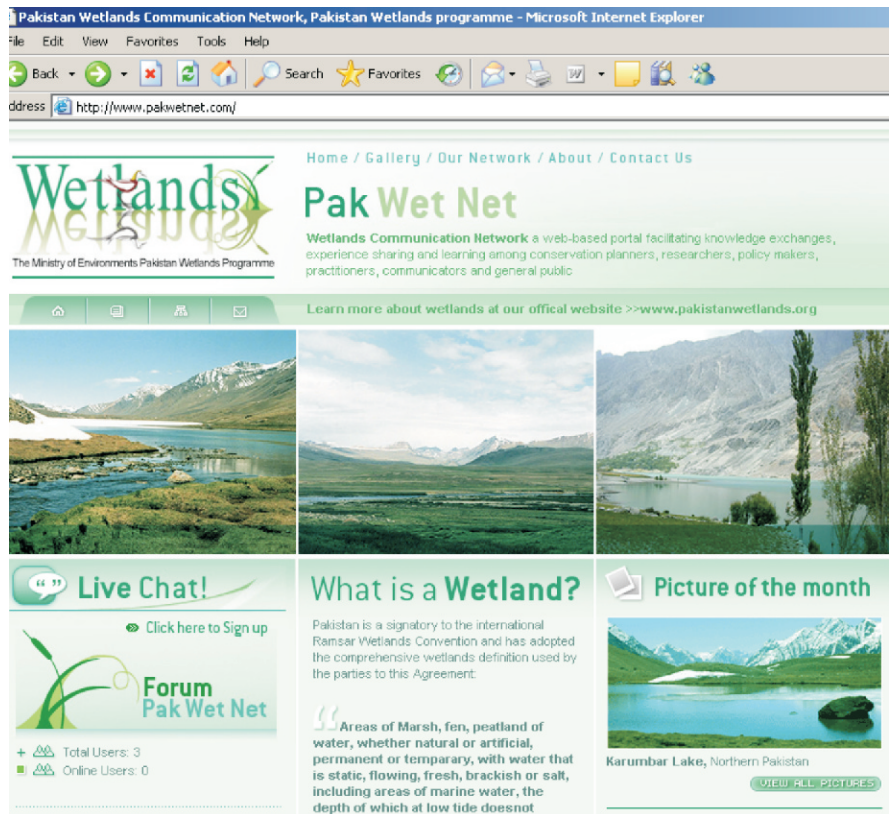 Pakistan Wetlands Communication Network, Pakistan Wetlands programme - Microsoft Internet Explorer
File Edit View Favorites Tools Help
Back Search Favorites
ddress http://www.pakwetnet.com/
Home / Gallery / Our Network / About / Contact Us
Wetlands
The Ministry of Environments Pakistan Wetlands Programme
Pak Wet Net
Wetlands Communication Network a web-based portal facilitating knowledge exchanges,
experience sharing and learning among conservation planners, researchers, policy makers,
practitioners, communicators and general public
Learn more about wetlands at our offical website >>www.pakistanwetlands.org
Live Chat!
Click here to Sign up
Forum
Pak Wet Net
+ Total Users: 3
Online Users: 0
What is a Wetland?
Pakistan is a signatory to the international
Ramsar Wetlands Convention and has adopted
the comprehensive wetlands definition used by
the parties to this Agreement:
“Areas of Marsh, fen, peatland of
water, whether natural or artificial,
permanent or temparary, with water that
is static, flowing, fresh, brackish or salt,
including areas of marine water, the
depth of which at low tide doesnot
Picture of the month
Karumbar Lake, Northern Pakistan
VIEW ALL PICTURES